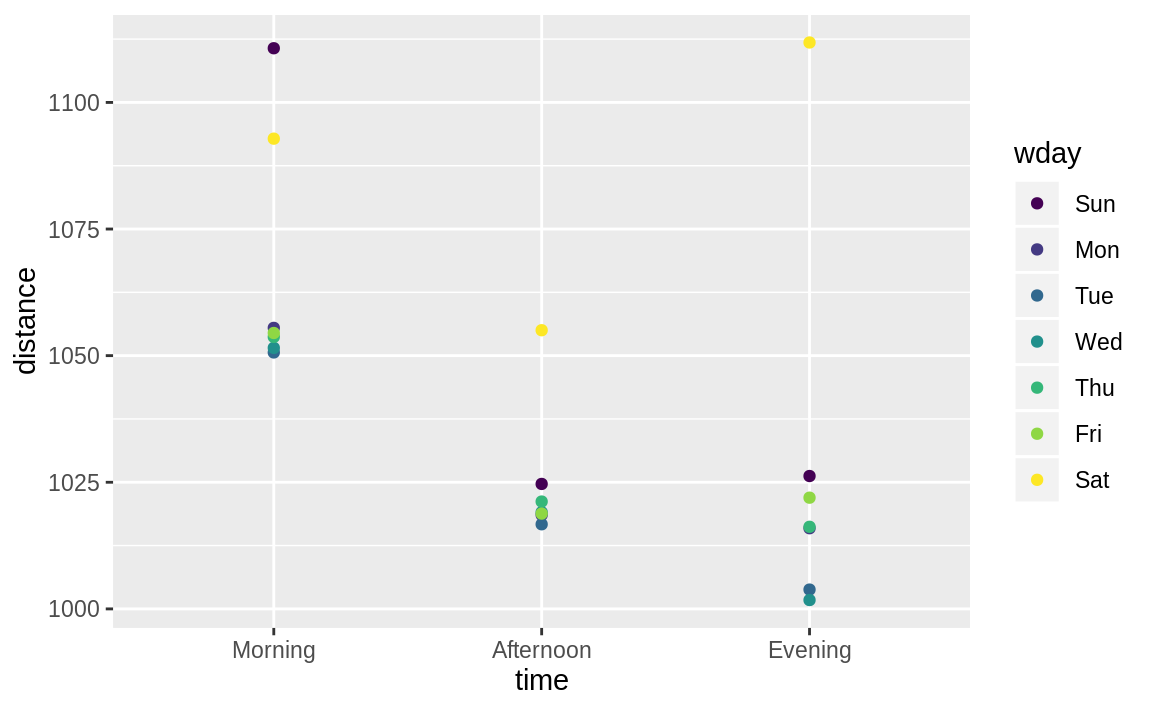 1100
1075
1050
1025
1000
distance
Morning
Afternoon
Evening
time
wday
Sun
Mon
Tue
Wed
Thu
Fri
Sat